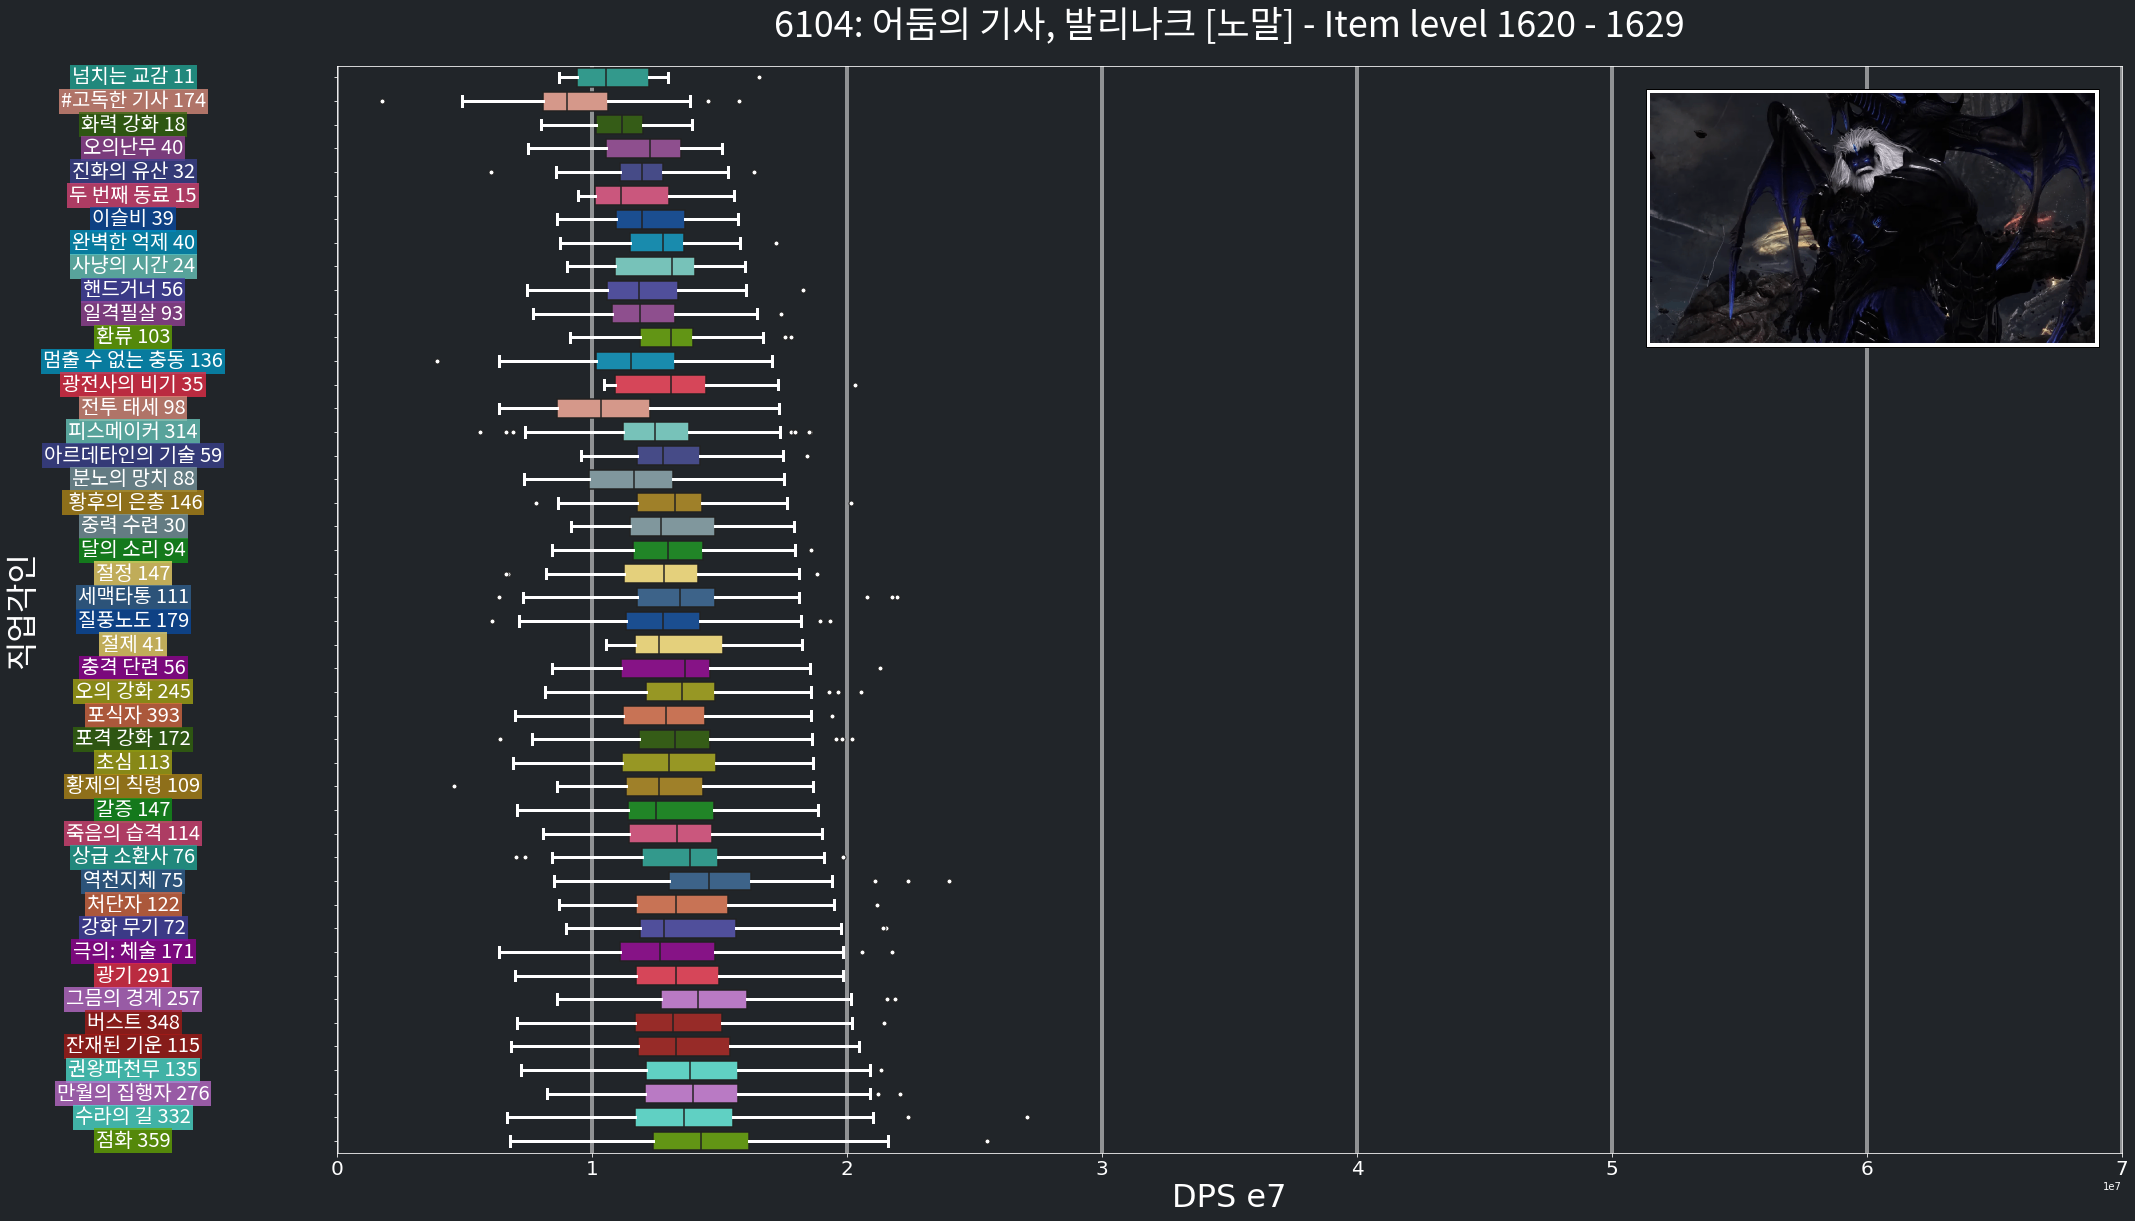 6104: 어둠의 기사, 발리나크 [노말] - Item level 1620 - 1629
넘치는 교감 11
#고독한 기사 174
화력 강화 18
오의난무 40
진화의 유산 32
두 번째 동료 15
이슬비 39
완벽한 억제 40
사냥의 시간 24
핸드거너 56
일격필살 93
환류 103
멈출 수 없는 충동 136
광전사의 비기 35
전투 태세 98
피스메이커 314
아르데타인의 기술 59
분노의 망치 88
황후의 은총 146
중력 수련 30
달의 소리 94
절정 147
세맥타통 111
질풍노도 179
절제 41
충격 단련 56
오의 강화 245
포식자 393
포격 강화 172
초심 113
황제의 칙령 109
갈증 147
죽음의 습격 114
상급 소환사 76
역천지체 75
처단자 122
강화 무기 72
극의: 체술 171
광기 291
그믐의 경계 257
버스트 348
잔재된 기운 115
권왕파천무 135
만월의 집행자 276
수라의 길 332
점화 359
직업각인
0 1 2 3 4 5 6 7
1e7
DPS e7